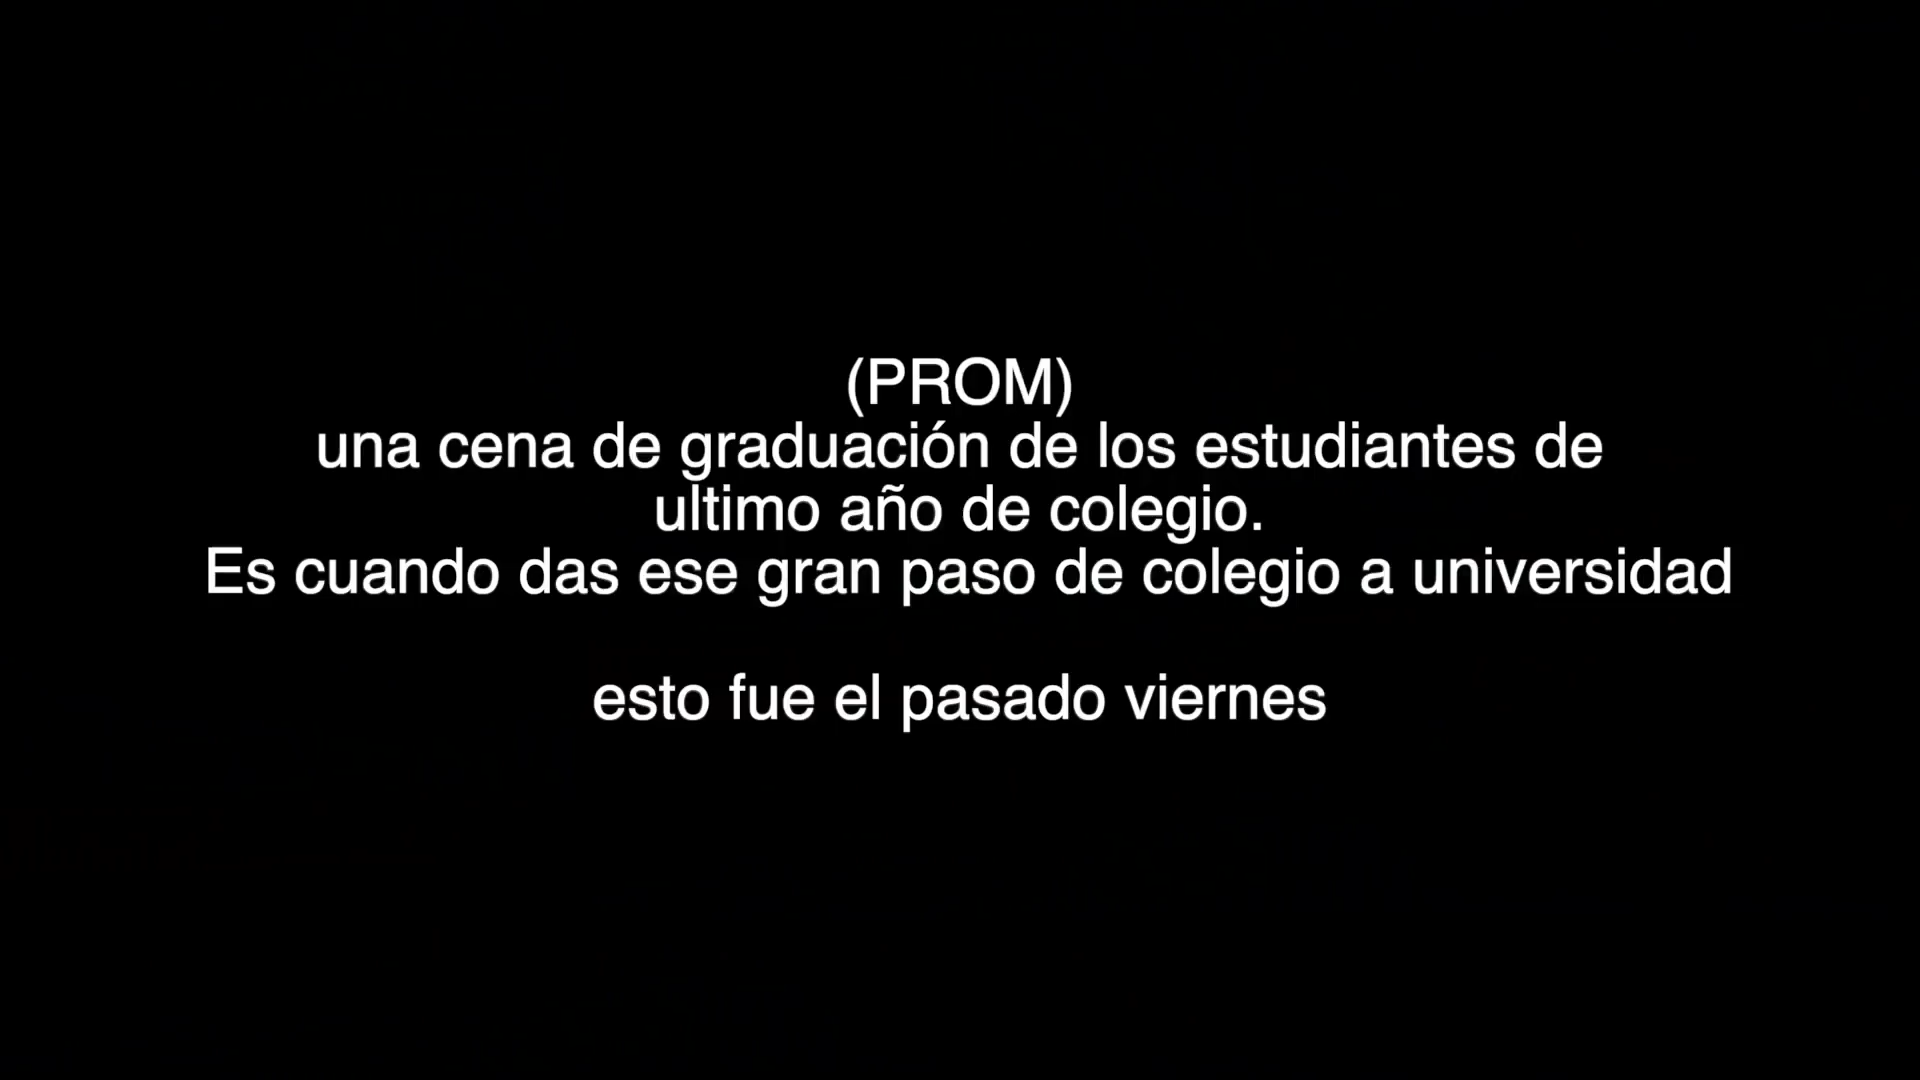 (PROM)
una cena de graduación de los estudiantes de
ultimo año de colegio.
Es cuando das ese gran paso de colegio a universidad
esto fue el pasado viernes